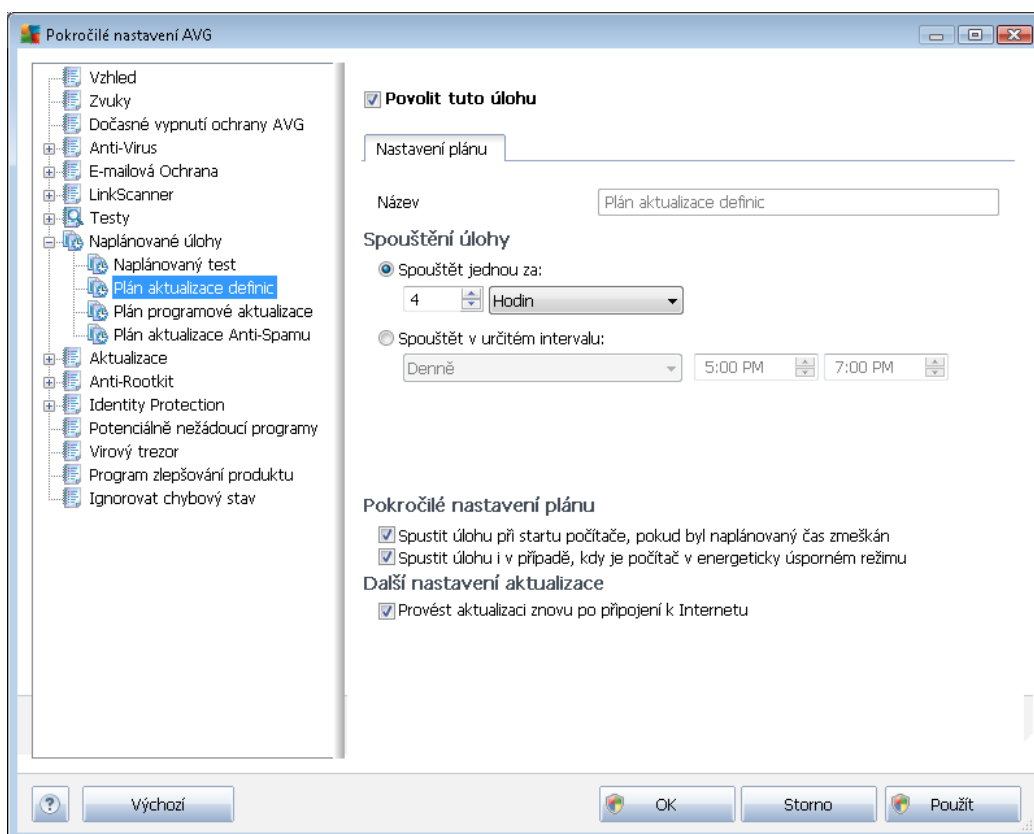 Pokročilé nastavení AVG
Vzhled
Zvuky
Dočasné vypnutí ochrany AVG
Anti-Virus
E-mailová Ochrana
LinkScanner
Testy
Naplánované úlohy
Naplánovaný test
Plán aktualizace definic
Plán programové aktualizace
Plán aktualizace Anti-Spamu
Aktualizace
Anti-Rootkit
Identity Protection
Potenciálně nežádoucí programy
Virový trezor
Program zlepšování produktu
Ignorovat chybový stav
Povolit tuto úlohu
Nastavení plánu
Název Plán aktualizace definic
Spouštění úlohy
Spouštět jednou za:
4 Hodin
Spouštět v určitém intervalu:
Denně 5:00 PM 7:00 PM
Pokročilé nastavení plánu
Spustit úlohu při startu počítače, pokud byl naplánovaný čas zmeškán
Spustit úlohu i v případě, kdy je počítač v energeticky úsporném režimu
Další nastavení aktualizace
Provést aktualizaci znovu po připojení k Internetu
? Výchozí OK Storno Použít